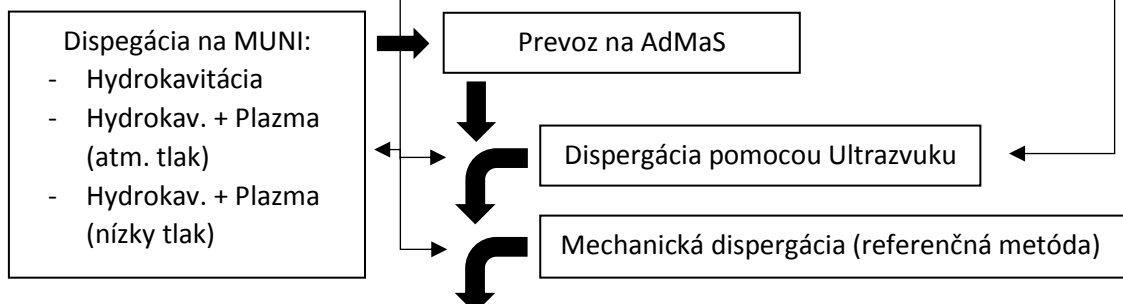 Dispegácia na MUNI:
- Hydrokavitácia
- Hydrokav. + Plazma
(atm. tlak)
- Hydrokav. + Plazma
(nízky tlak)
Prevoz na AdMaS
Dispergácia pomocou Ultrazvuku
Mechanická dispergácia (referenčná metóda)